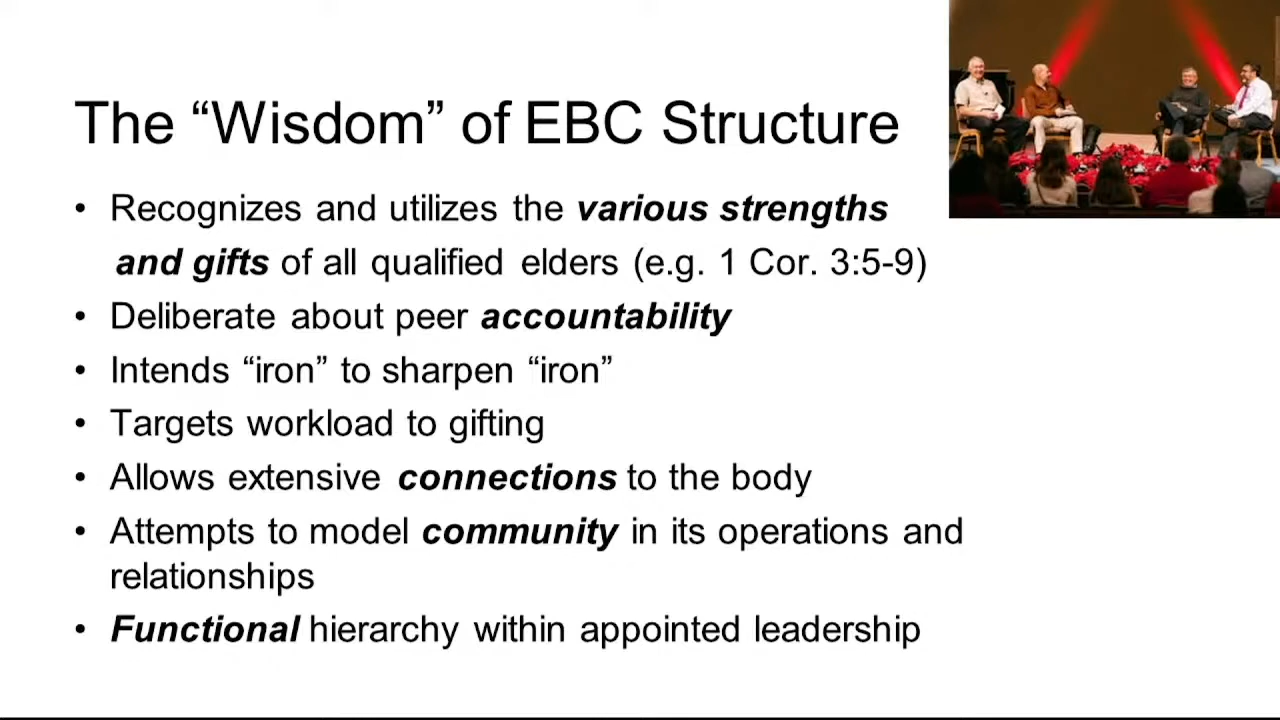 The “Wisdom” of EBC Structure
• Recognizes and utilizes the various strengths
and gifts of all qualified elders (e.g. 1 Cor. 3:5-9)
• Deliberate about peer accountability
• Intends “iron” to sharpen “iron”
• Targets workload to gifting
• Allows extensive connections to the body
• Attempts to model community in its operations and
relationships
• Functional hierarchy within appointed leadership